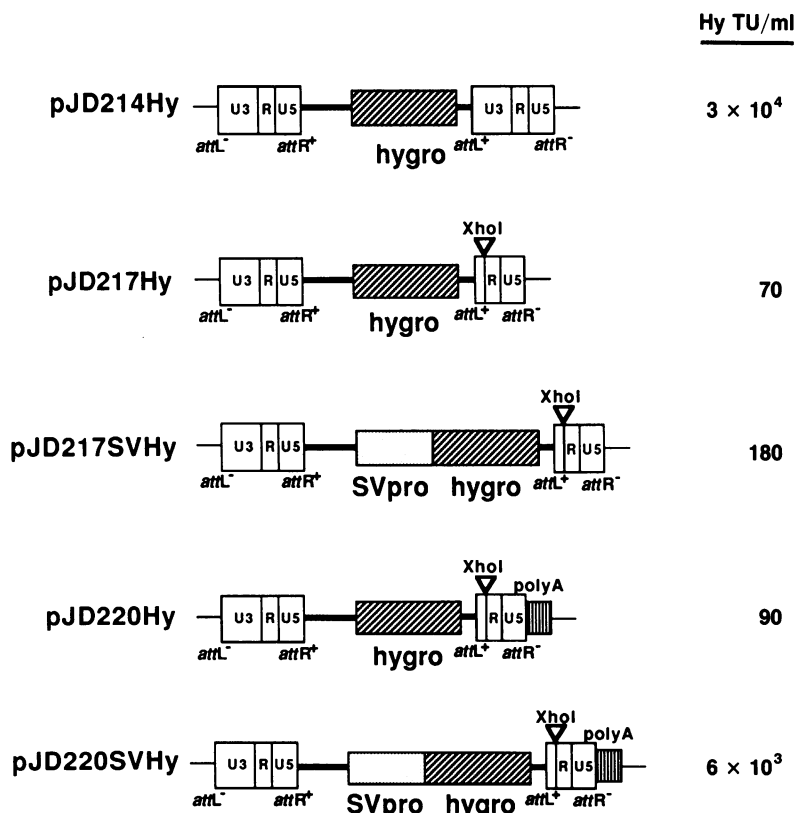 Hy TU/ml
pJD214Hy U3 R U5 U3 R U5 3 × 10⁴
attL⁻ attR⁺ hygro attL⁺ attR⁻
XhoI
pJD217Hy U3 R U5 R U5 70
attL⁻ attR⁺ hygro attL⁺ attR⁻
XhoI
pJD217SVHy U3 R U5 R U5 180
attL⁻ attR⁺ SVpro hygro attL⁺ attR⁻
XhoI polyA
pJD220Hy U3 R U5 R U5 90
attL⁻ attR⁺ hygro attL⁺ attR⁻
XhoI polyA
pJD220SVHy U3 R U5 R U5 6 × 10³
attL⁻ attR⁺ SVpro hygro attL⁺ attR⁻